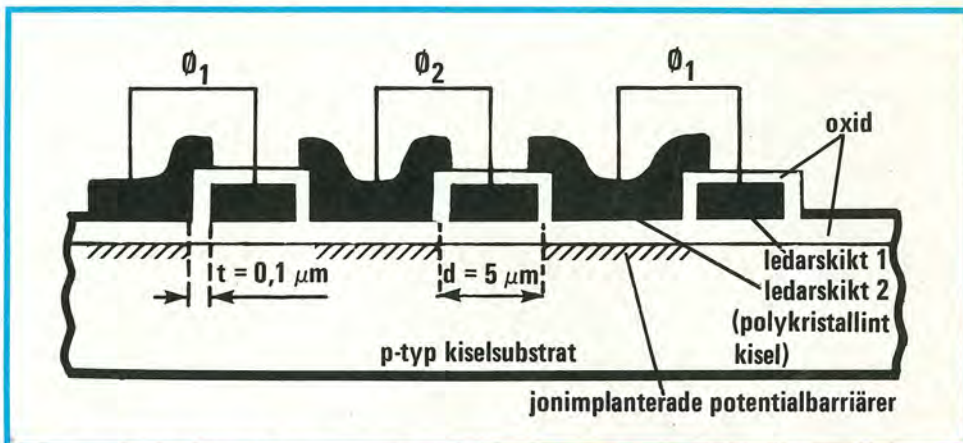 Ø1 Ø2 Ø1
oxid
t = 0,1 μm
d = 5 μm
ledarskikt 1
ledarskikt 2
(polykristallint
kisel)
p-typ kiselsubstrat
jonimplanterade potentialbarriärer